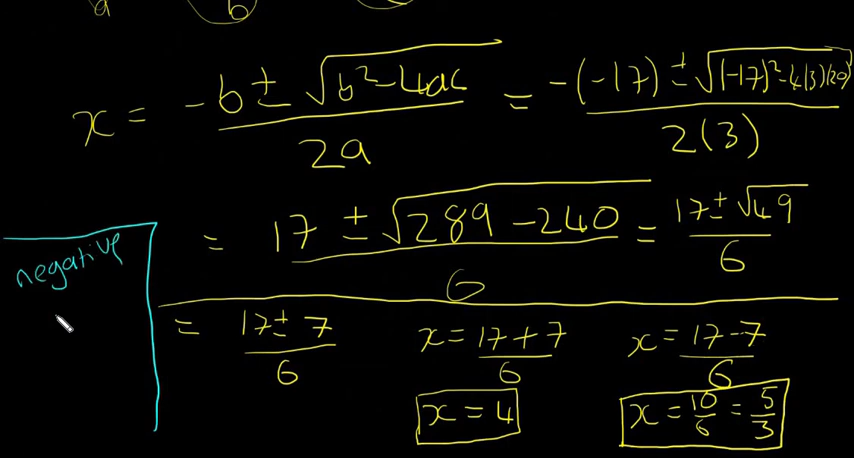 a b
x = -b ± √b² - 4ac / 2a = -(-17) ± √(-17)² - 4(3)(20) / 2(3)
= 17 ± √289 - 240 / 6 = 17 ± √49 / 6
negative
= 17 ± 7 / 6 x = 17 + 7 / 6 x = 17 - 7 / 6
x = 4 x = 10/6 = 5/3